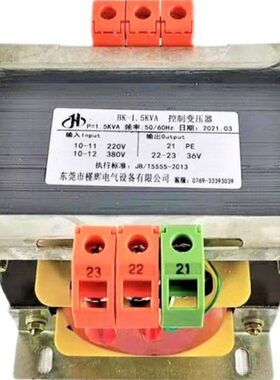 BK-1.5KVA 控制变压器
P=1.5KVA 频率:50/60Hz 日期:2021.03
输入Input 输出Output
10-11 220V 21 PE
10-12 380V 22-23 36V
执行标准: JB/T5555-2013
东莞市槿辉电气设备有限公司 客服:0769-33393039
23 22 21